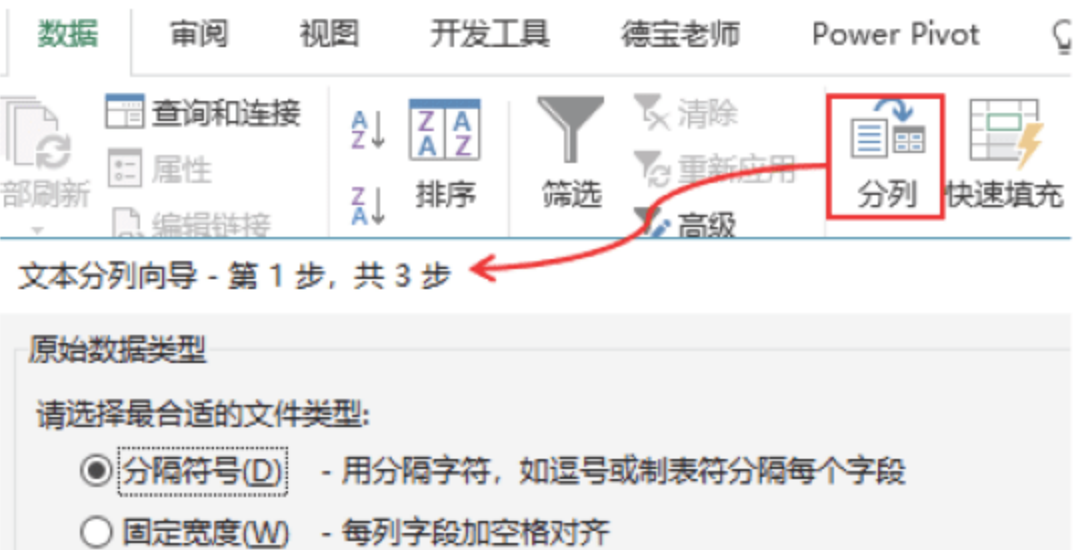 数据 审阅 视图 开发工具 德宝老师 Power Pivot
查询和连接 清除
属性 重新应用
部刷新 排序 筛选 分列 快速填充
编辑链接 高级
文本分列向导 - 第 1 步，共 3 步
原始数据类型
请选择最合适的文件类型:
分隔符号(D) - 用分隔字符，如逗号或制表符分隔每个字段
固定宽度(W) - 每列字段加空格对齐